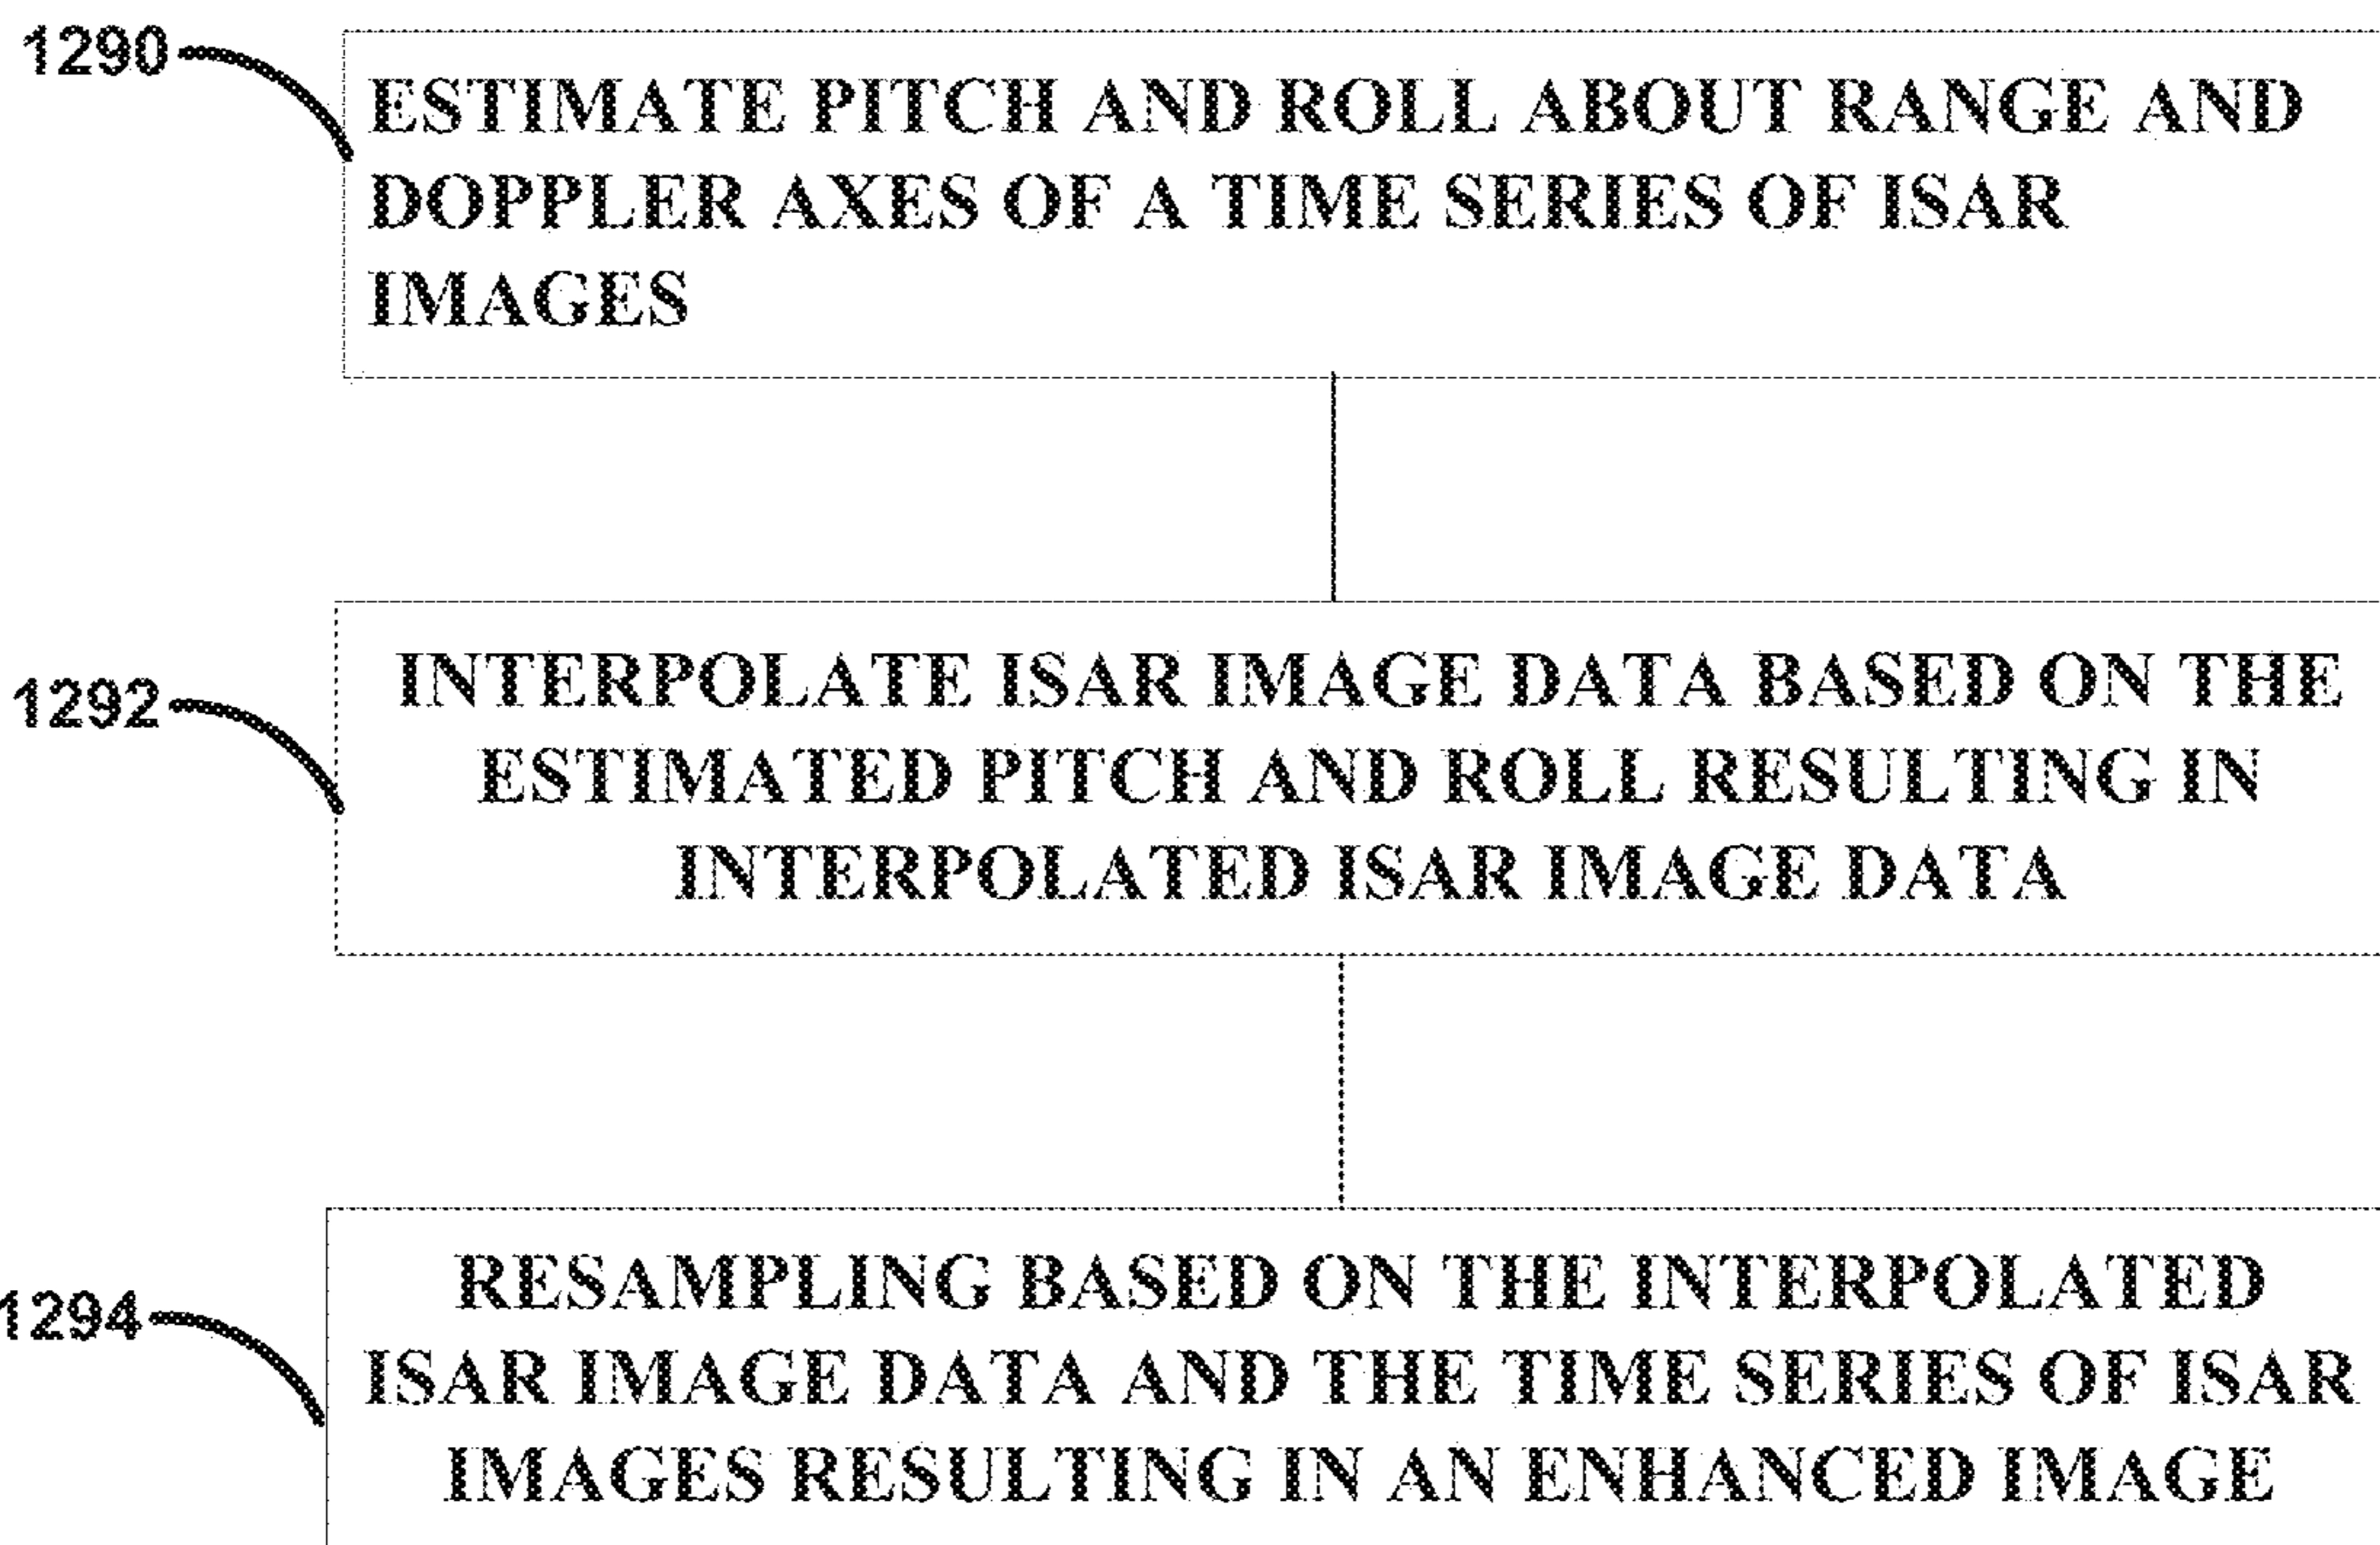 1290
ESTIMATE PITCH AND ROLL ABOUT RANGE AND
DOPPLER AXES OF A TIME SERIES OF ISAR
IMAGES
1292
INTERPOLATE ISAR IMAGE DATA BASED ON THE
ESTIMATED PITCH AND ROLL RESULTING IN
INTERPOLATED ISAR IMAGE DATA
1294
RESAMPLING BASED ON THE INTERPOLATED
ISAR IMAGE DATA AND THE TIME SERIES OF ISAR
IMAGES RESULTING IN AN ENHANCED IMAGE